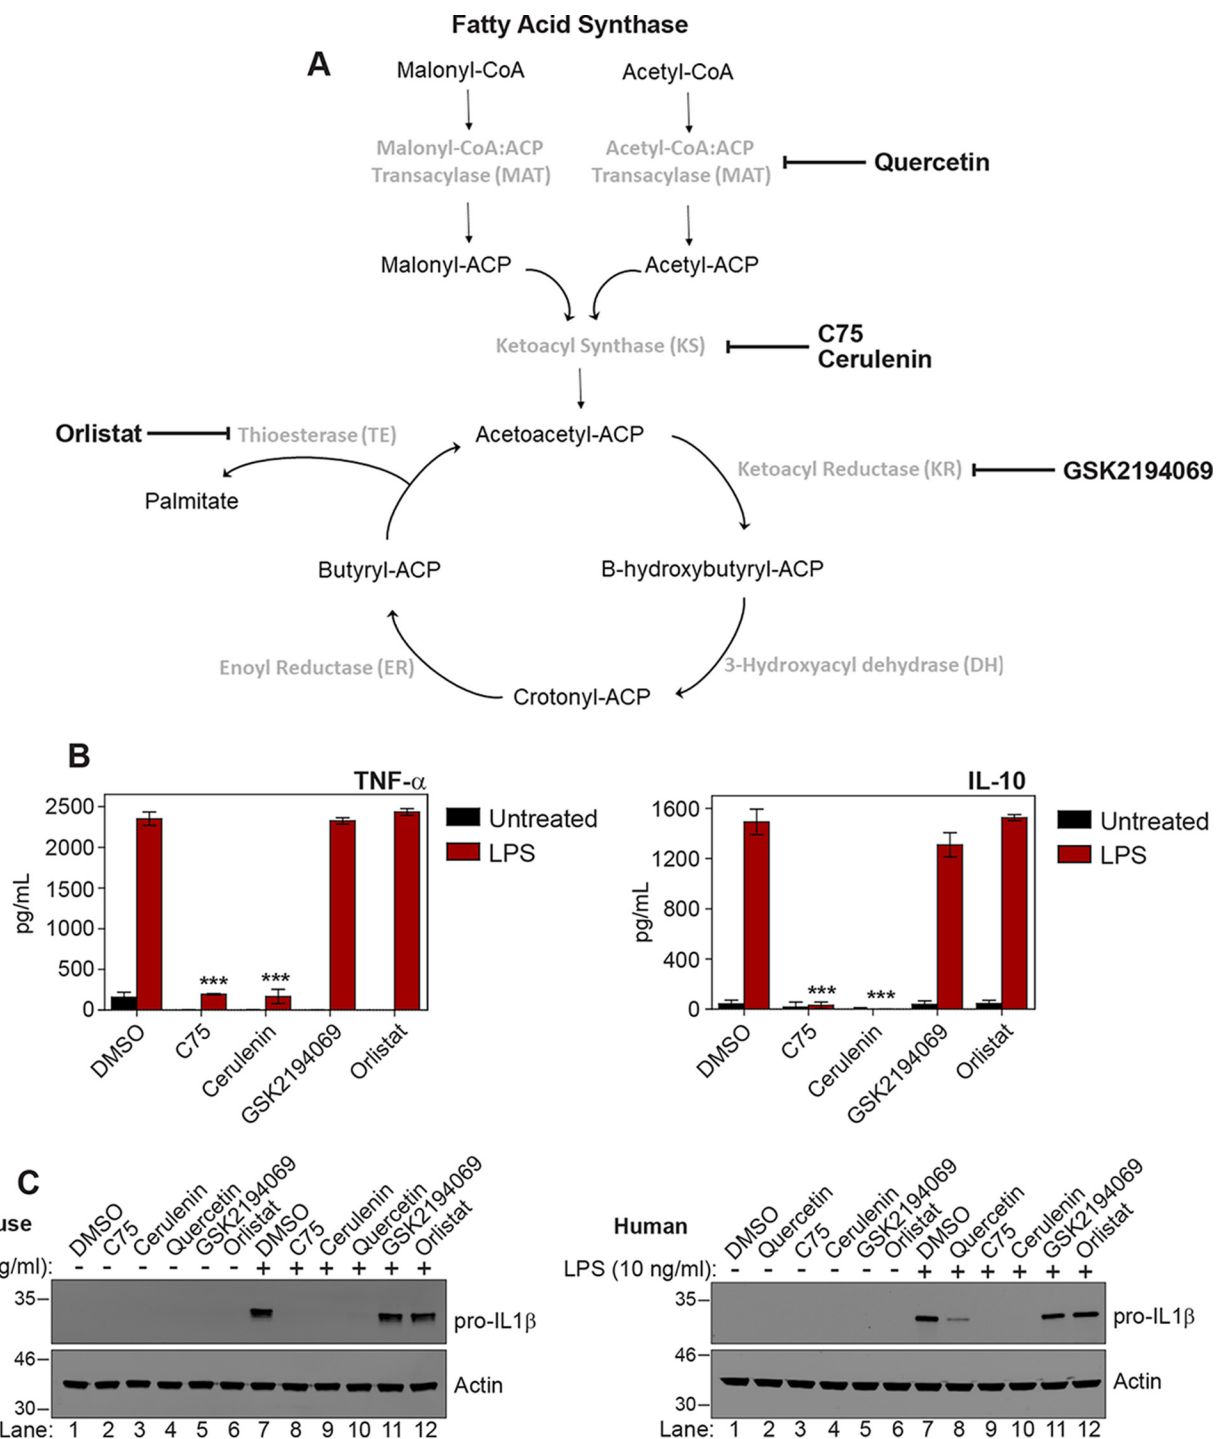 Fatty Acid Synthase
A
Malonyl-CoA
Acetyl-CoA
Malonyl-CoA:ACP
Transacylase (MAT)
Acetyl-CoA:ACP
Transacylase (MAT)
Quercetin
Malonyl-ACP
Acetyl-ACP
Ketoacyl Synthase (KS)
C75
Cerulenin
Orlistat
Thioesterase (TE)
Acetoacetyl-ACP
Ketoacyl Reductase (KR)
GSK2194069
Palmitate
Butyryl-ACP
B-hydroxybutyryl-ACP
Enoyl Reductase (ER)
3-Hydroxyacyl dehydrase (DH)
Crotonyl-ACP
B
TNF-α
2500
2000
1500
1000
500
0
pg/mL
***
***
DMSO
C75
Cerulenin
GSK2194069
Orlistat
Untreated
LPS
IL-10
1600
1200
800
400
0
pg/mL
***
***
DMSO
C75
Cerulenin
GSK2194069
Orlistat
Untreated
LPS
C
use
DMSO
C75
Cerulenin
Quercetin
GSK2194069
Orlistat
DMSO
C75
Cerulenin
Quercetin
GSK2194069
Orlistat
g/ml): - - - - - - + + + + + +
35
pro-IL1β
46
Actin
30
Lane: 1 2 3 4 5 6 7 8 9 10 11 12
Human
DMSO
Quercetin
C75
Cerulenin
GSK2194069
Orlistat
DMSO
Quercetin
C75
Cerulenin
GSK2194069
Orlistat
LPS (10 ng/ml): - - - - - - + + + + + +
35
pro-IL1β
46
Actin
30
Lane: 1 2 3 4 5 6 7 8 9 10 11 12